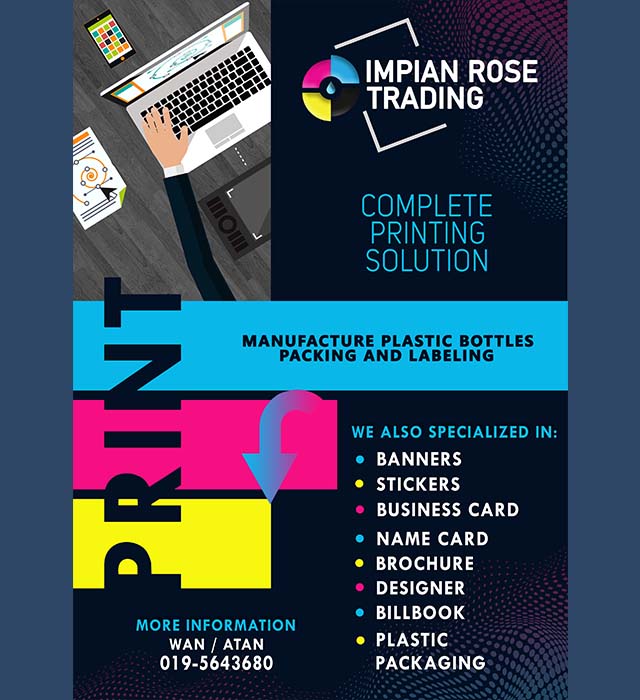 IMPIAN ROSE
TRADING
COMPLETE
PRINTING
SOLUTION
PRINT
MANUFACTURE PLASTIC BOTTLES
PACKING AND LABELING
WE ALSO SPECIALIZED IN:
BANNERS
STICKERS
BUSINESS CARD
NAME CARD
BROCHURE
DESIGNER
BILLBOOK
PLASTIC
PACKAGING
MORE INFORMATION
WAN / ATAN
019-5643680